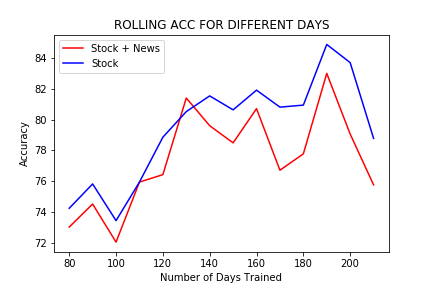 ROLLING ACC FOR DIFFERENT DAYS
Stock + News
Stock
Accuracy
84
82
80
78
76
74
72
80 100 120 140 160 180 200
Number of Days Trained